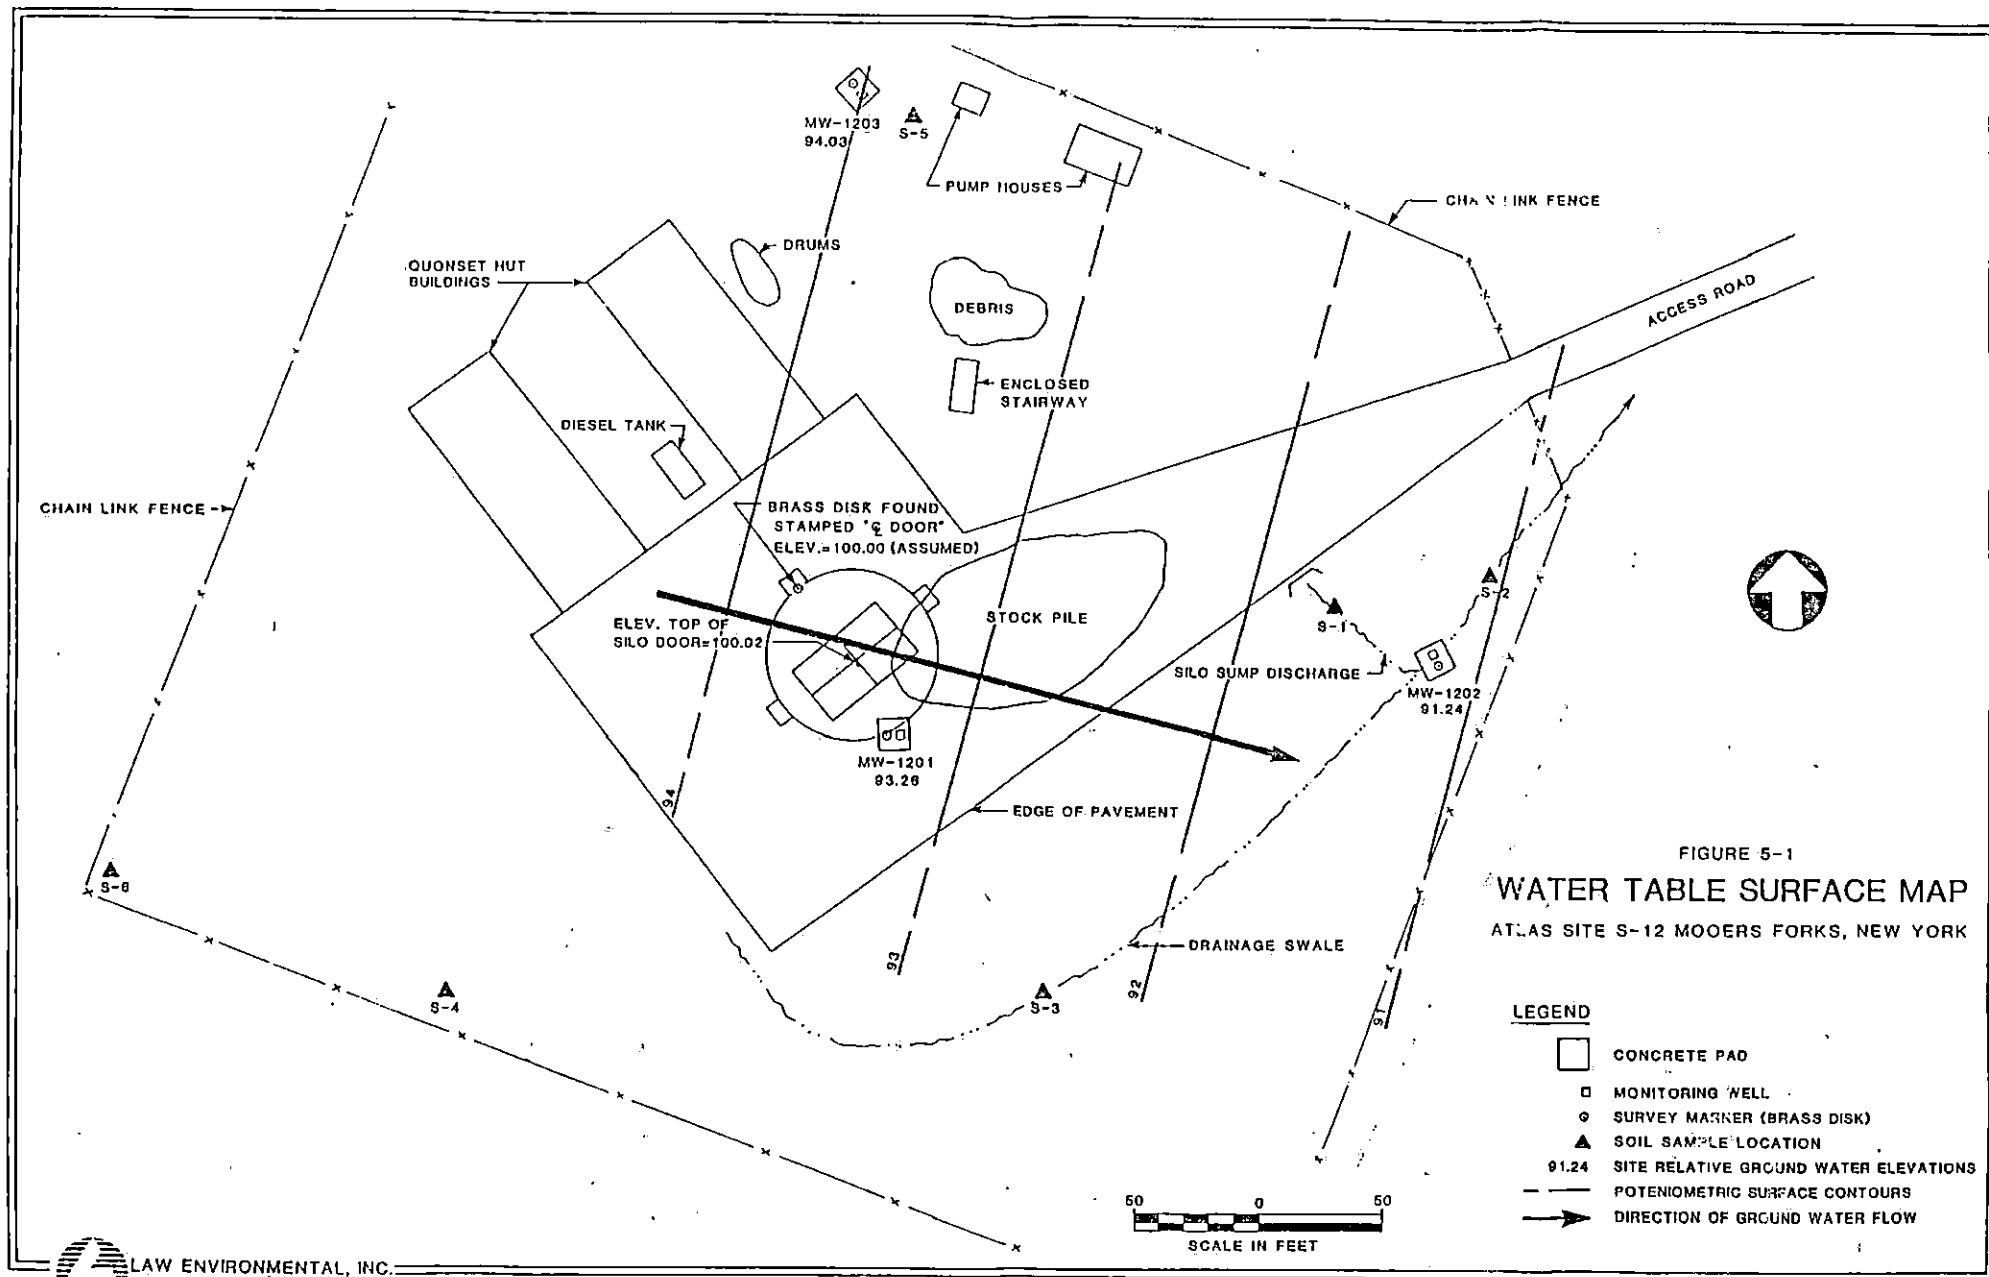 MW-1203
94.03
S-5
PUMP HOUSES
CHAIN LINK FENCE
DRUMS
QUONSET HUT
BUILDINGS
DEBRIS
ACCESS ROAD
ENCLOSED
STAIRWAY
DIESEL TANK
CHAIN LINK FENCE
BRASS DISK FOUND
STAMPED "℄ DOOR"
ELEV.=100.00 (ASSUMED)
S-2
STOCK PILE
ELEV. TOP OF
SILO DOOR=100.02
S-1
SILO SUMP DISCHARGE
MW-1202
91.24
MW-1201
93.26
94
EDGE OF PAVEMENT
S-6
FIGURE 5-1
WATER TABLE SURFACE MAP
ATLAS SITE S-12 MOOERS FORKS, NEW YORK
DRAINAGE SWALE
93
92
91
S-4
S-3
LEGEND
CONCRETE PAD
MONITORING WELL
SURVEY MARKER (BRASS DISK)
SOIL SAMPLE LOCATION
91.24 SITE RELATIVE GROUND WATER ELEVATIONS
POTENIOMETRIC SURFACE CONTOURS
DIRECTION OF GROUND WATER FLOW
50 0 50
SCALE IN FEET
LAW ENVIRONMENTAL, INC.